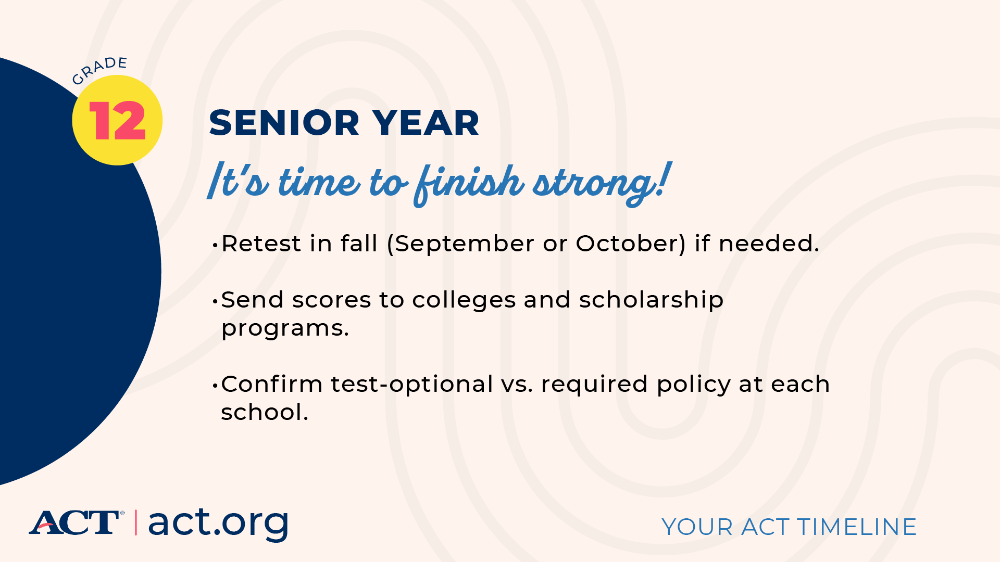 GRADE
12
SENIOR YEAR
It's time to finish strong!
•Retest in fall (September or October) if needed.
•Send scores to colleges and scholarship
programs.
•Confirm test-optional vs. required policy at each
school.
ACT® | act.org
YOUR ACT TIMELINE